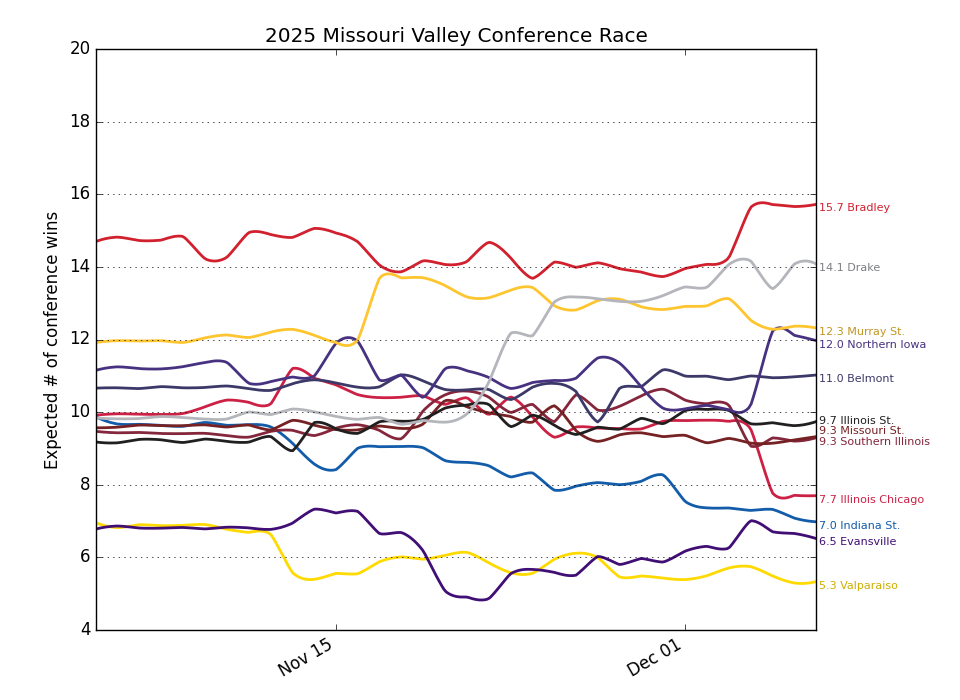 2025 Missouri Valley Conference Race
Expected # of conference wins
20
18
16
14
12
10
8
6
4
Nov 15
Dec 01
15.7 Bradley
14.1 Drake
12.3 Murray St.
12.0 Northern Iowa
11.0 Belmont
9.7 Illinois St.
9.3 Missouri St.
9.3 Southern Illinois
7.7 Illinois Chicago
7.0 Indiana St.
6.5 Evansville
5.3 Valparaiso